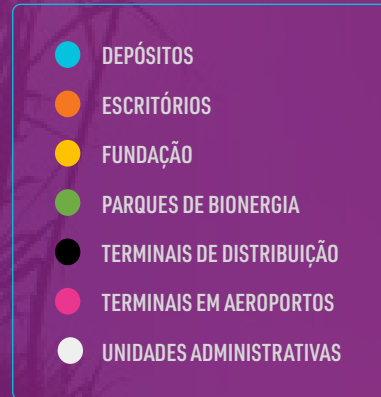 DEPÓSITOS
ESCRITÓRIOS
FUNDAÇÃO
PARQUES DE BIONERGIA
TERMINAIS DE DISTRIBUIÇÃO
TERMINAIS EM AEROPORTOS
UNIDADES ADMINISTRATIVAS